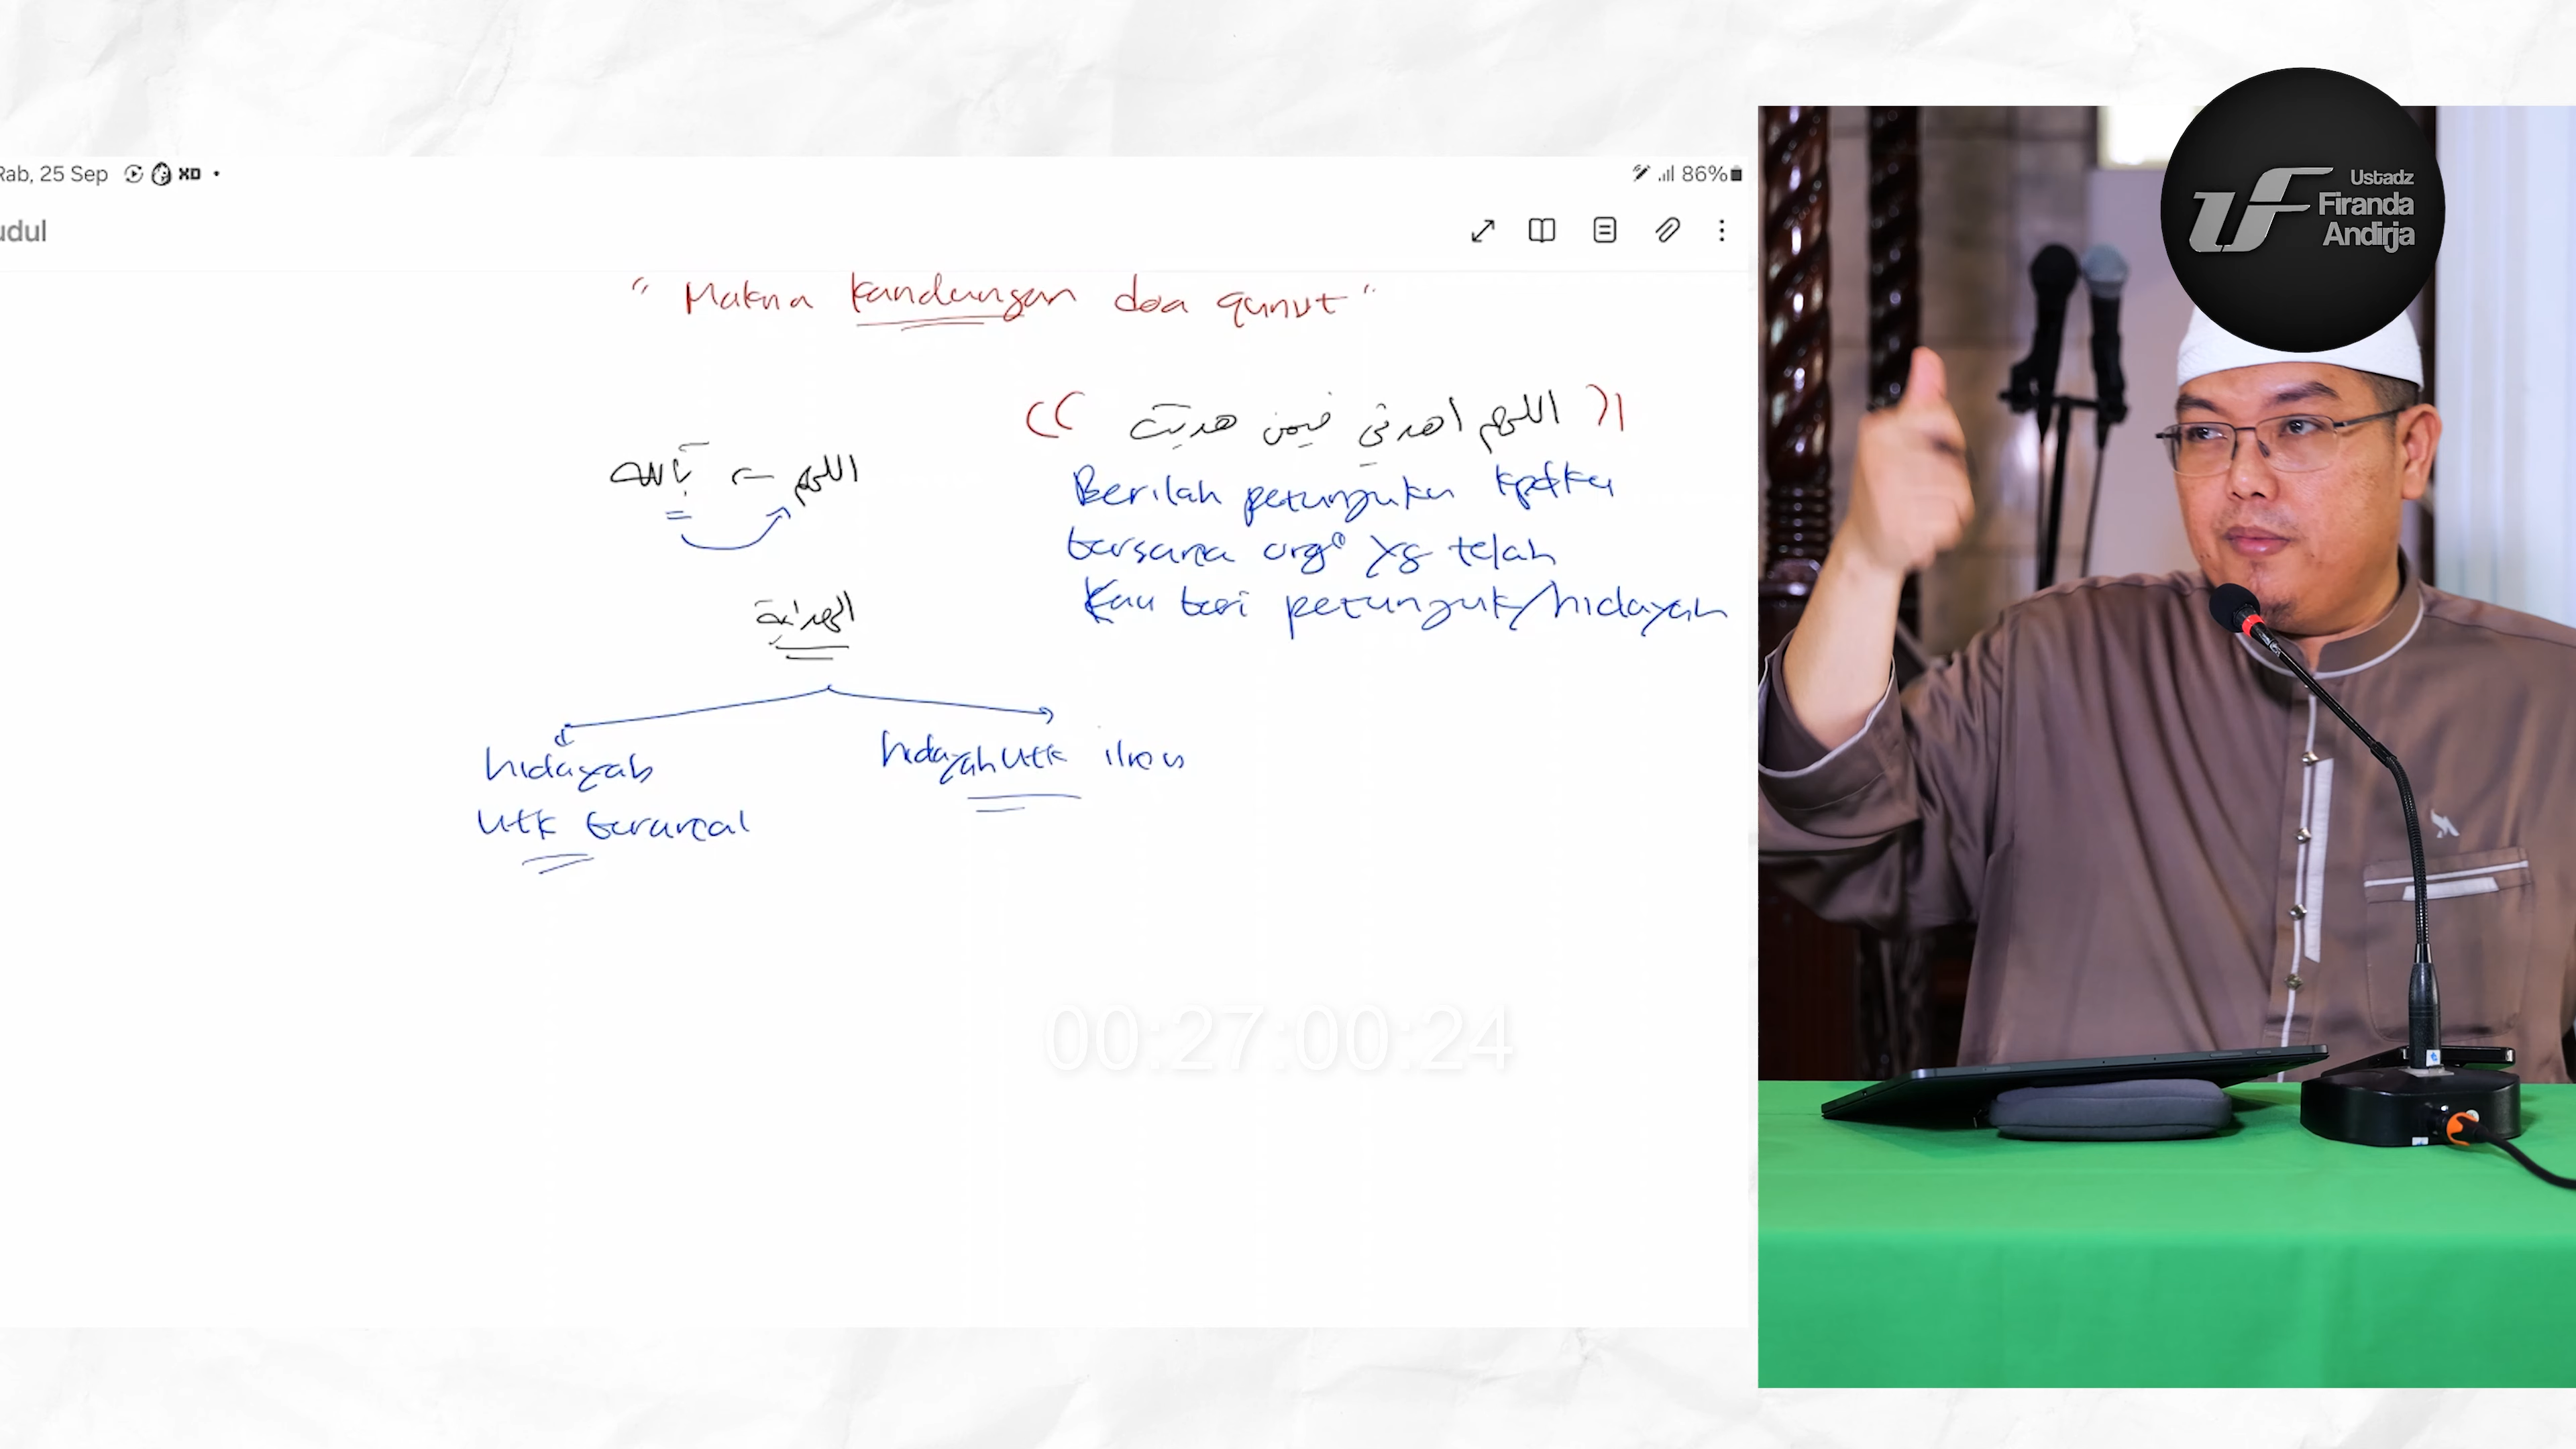 Rab, 25 Sep XD
86%
udul
Ustadz
Firanda
Andirja
"Makna kandungan doa qunut"
(( اللهم اهدني فيمن هديت ))
Berilah petunjuk kpdku
bersama org² yg telah
Kau beri petunjuk/hidayah
اللهم ← يَا الله
الهداية
hidayah
utk beramal
hidayah utk ilmu
00:27:00:24